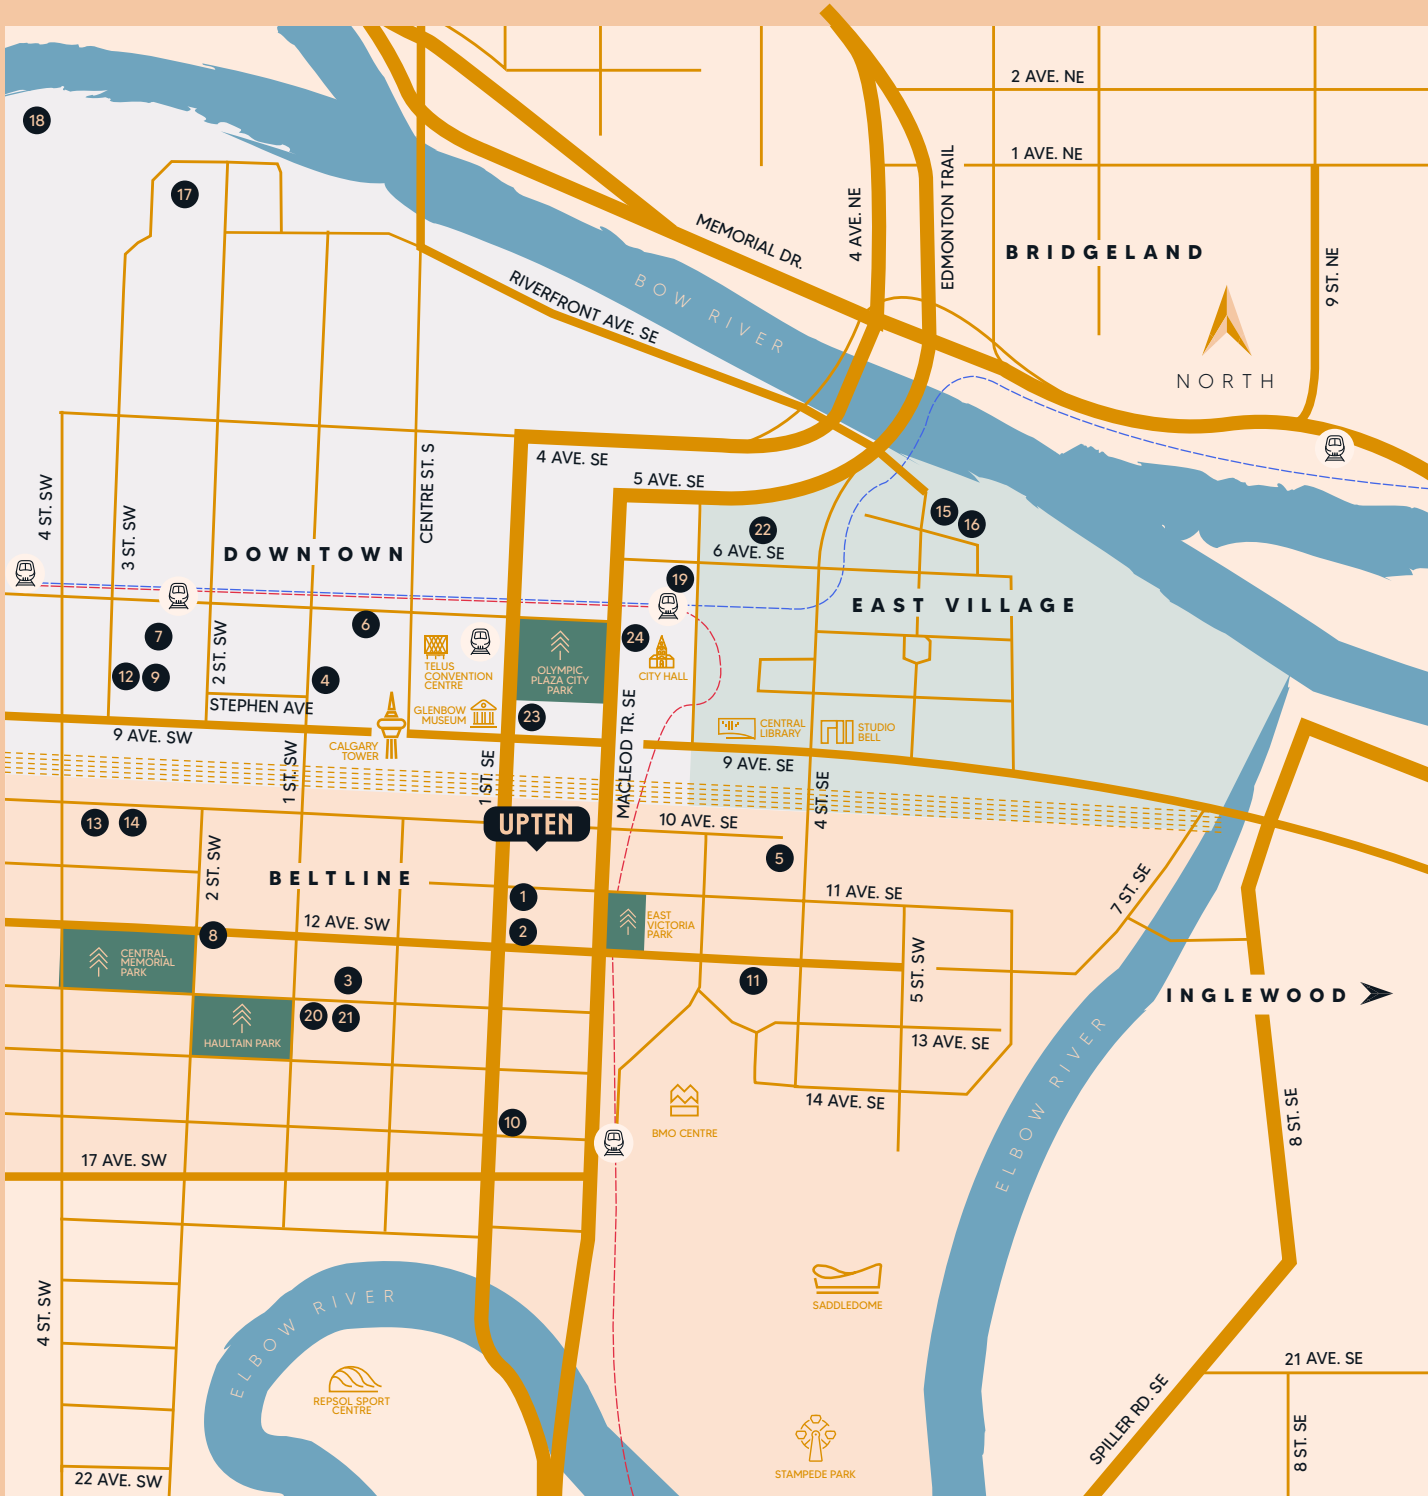 2 AVE. NE
18
1 AVE. NE
17
MEMORIAL DR.
4 AVE. NE
EDMONTON TRAIL
BRIDGELAND
9 ST. NE
RIVERFRONT AVE. SE
BOW RIVER
NORTH
4 AVE. SE
5 AVE. SE
4 ST. SW
3 ST. SW
CENTRE ST. S
DOWNTOWN
15
16
22
6 AVE. SE
19
EAST VILLAGE
7
6
24
2 ST. SW
12
9
4
TELUS
CONVENTION
CENTRE
OLYMPIC
PLAZA CITY
PARK
CITY HALL
STEPHEN AVE
GLENBOW
MUSEUM
23
MACLEOD TR. SE
CENTRAL
LIBRARY
STUDIO
BELL
9 AVE. SW
CALGARY
TOWER
1 ST. SW
1 ST. SE
9 AVE. SE
4 ST. SE
13
14
UPTEN
10 AVE. SE
5
2 ST. SW
BELTLINE
1
11 AVE. SE
7 ST. SE
12 AVE. SW
2
EAST
VICTORIA
PARK
8
CENTRAL
MEMORIAL
PARK
3
11
5 ST. SW
INGLEWOOD
20
21
HAULTAIN PARK
13 AVE. SE
ELBOW RIVER
14 AVE. SE
8 ST. SE
10
BMO CENTRE
17 AVE. SW
4 ST. SW
ELBOW RIVER
SADDLEDOME
REPSOL SPORT
CENTRE
21 AVE. SE
SPILLER RD. SE
8 ST. SE
STAMPEDE PARK
22 AVE. SW